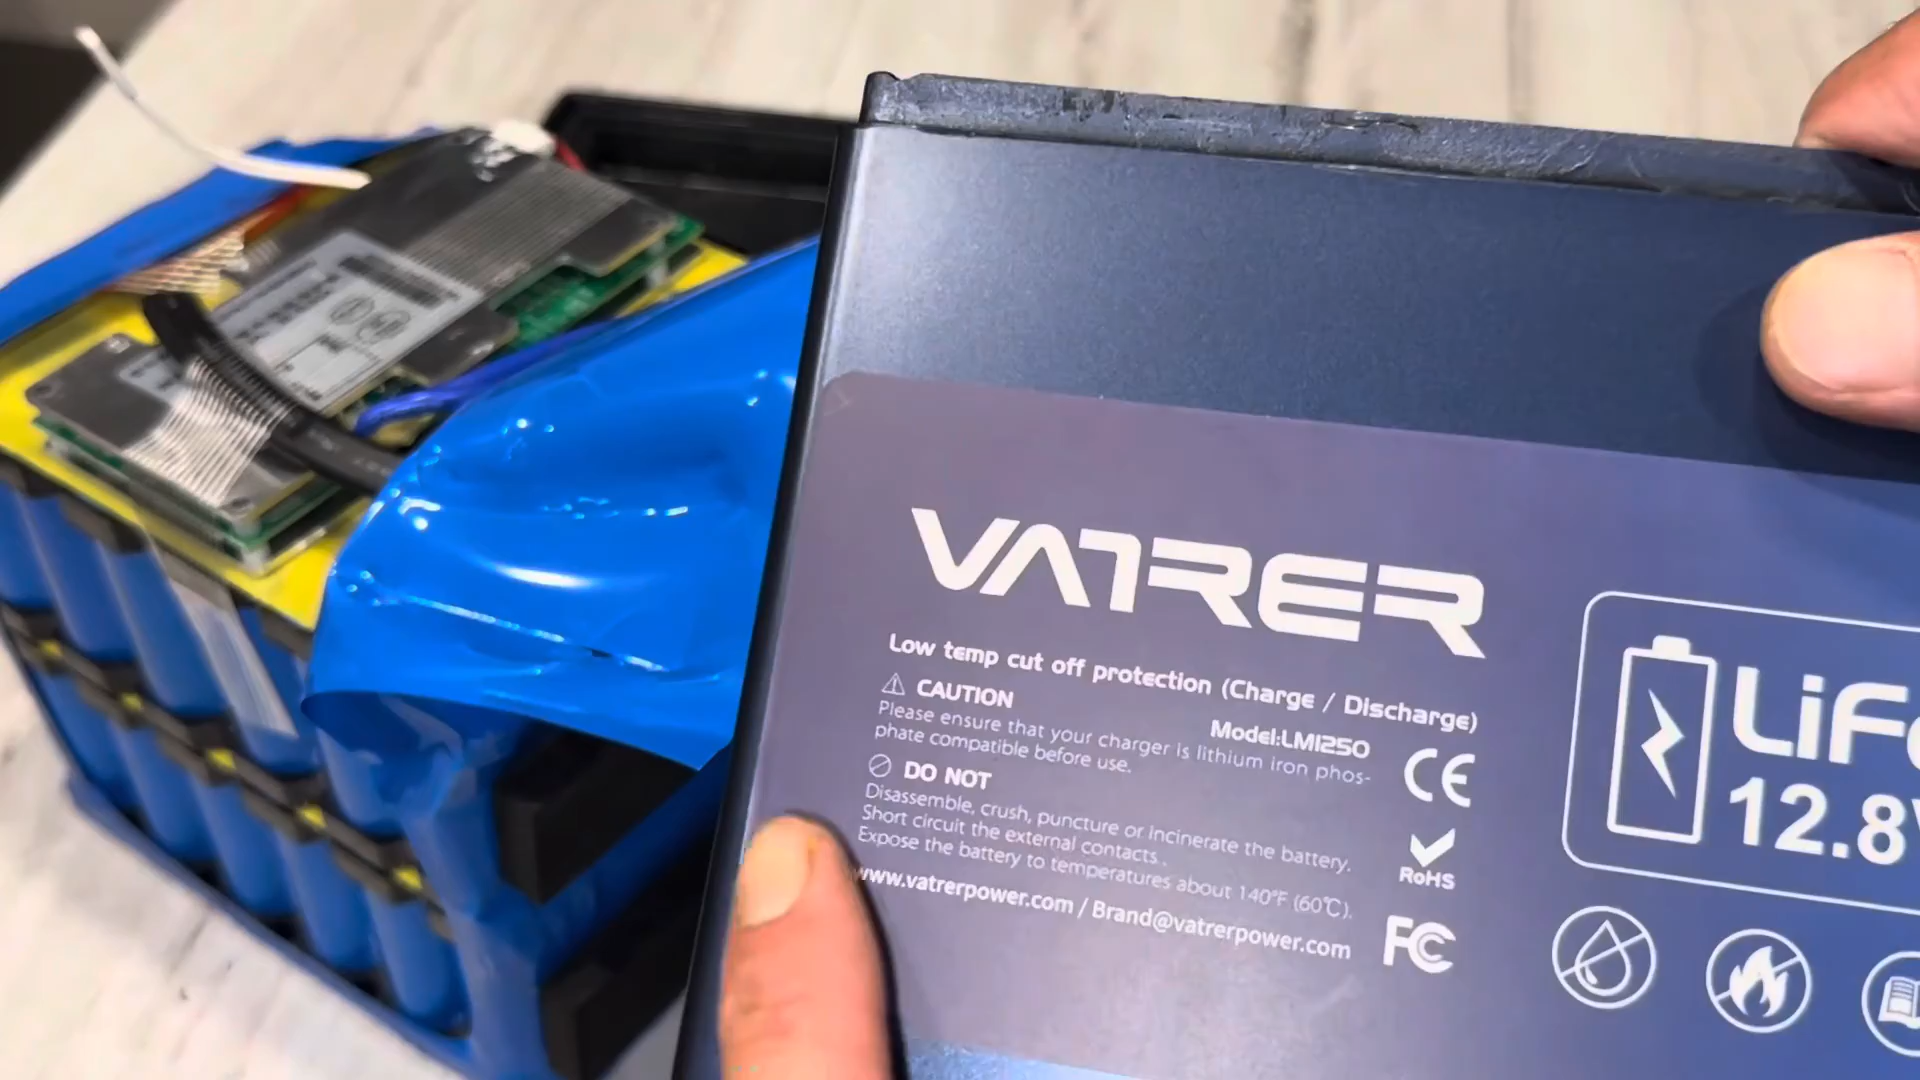 VATRER
Low temp cut off protection (Charge / Discharge)
CAUTION
Model:LM1250
Please ensure that your charger is lithium iron phos-
phate compatible before use.
CE
DO NOT
Disassemble, crush, puncture or incinerate the battery.
Short circuit the external contacts.
Expose the battery to temperatures about 140°F (60℃).
RoHS
www.vatrerpower.com / Brand@vatrerpower.com
FC
LiFe
12.8V